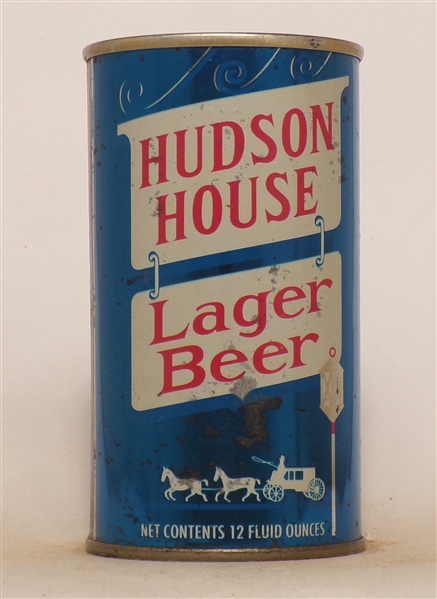 HUDSON
HOUSE
Lager
Beer
NET CONTENTS 12 FLUID OUNCES